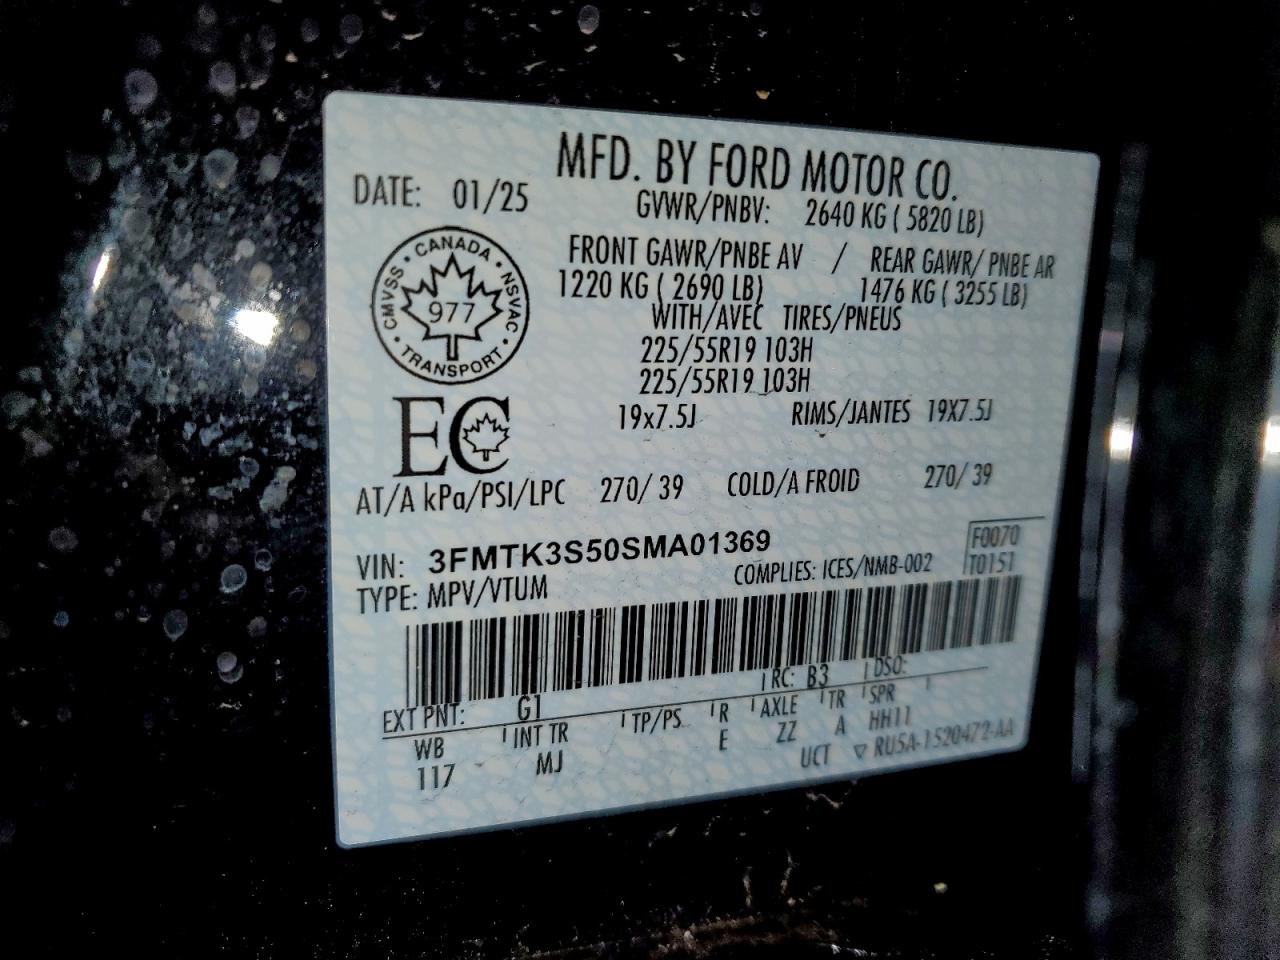 MFD. BY FORD MOTOR CO.
DATE: 01/25
GVWR/PNBV: 2640 KG ( 5820 LB)
FRONT GAWR/PNBE AV / REAR GAWR/ PNBE AR
1220 KG ( 2690 LB) 1476 KG ( 3255 LB)
WITH/AVEC TIRES/PNEUS
225/55R19 103H
225/55R19 103H
19x7.5J RIMS/JANTES 19X7.5J
CANADA · NSVAC · TRANSPORT · CMVSS ·
977
EC
AT/A kPa/PSI/LPC 270/ 39 COLD/A FROID 270/ 39
VIN: 3FMTK3S50SMA01369
F0070
T0151
TYPE: MPV/VTUM COMPLIES: ICES/NMB-002
EXT PNT: G1 RC: B3 DSO:
WB INT TR TP/PS R AXLE TR SPR
117 MJ E ZZ A HH11
UCT ▽ RU5A-1520472-AA